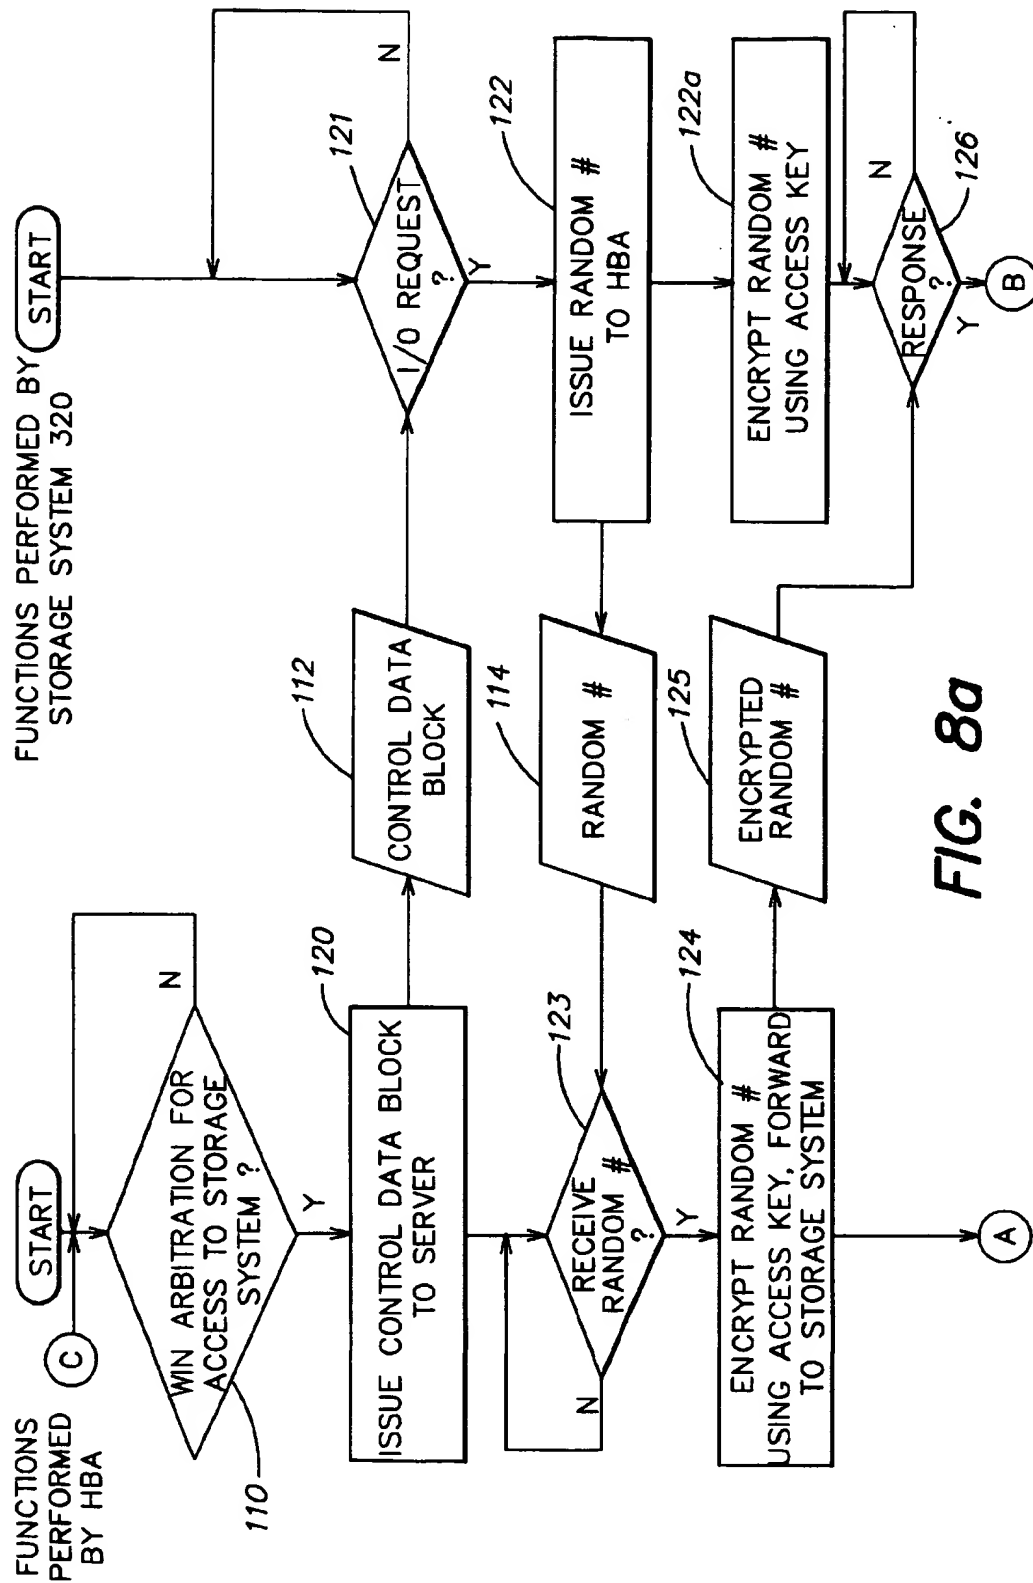 FUNCTIONS
PERFORMED
BY HBA
C
START
WIN ARBITRATION FOR
ACCESS TO STORAGE
SYSTEM ?
N
Y
110
ISSUE CONTROL DATA BLOCK
TO SERVER
120
RECEIVE
RANDOM #
?
N
Y
123
ENCRYPT RANDOM #
USING ACCESS KEY, FORWARD
TO STORAGE SYSTEM
124
A
CONTROL DATA
BLOCK
112
RANDOM #
114
ENCRYPTED
RANDOM #
125
FUNCTIONS PERFORMED BY
STORAGE SYSTEM 320
START
I/O REQUEST
?
N
Y
121
ISSUE RANDOM #
TO HBA
122
ENCRYPT RANDOM #
USING ACCESS KEY
122a
RESPONSE
?
N
Y
126
B
FIG. 8a